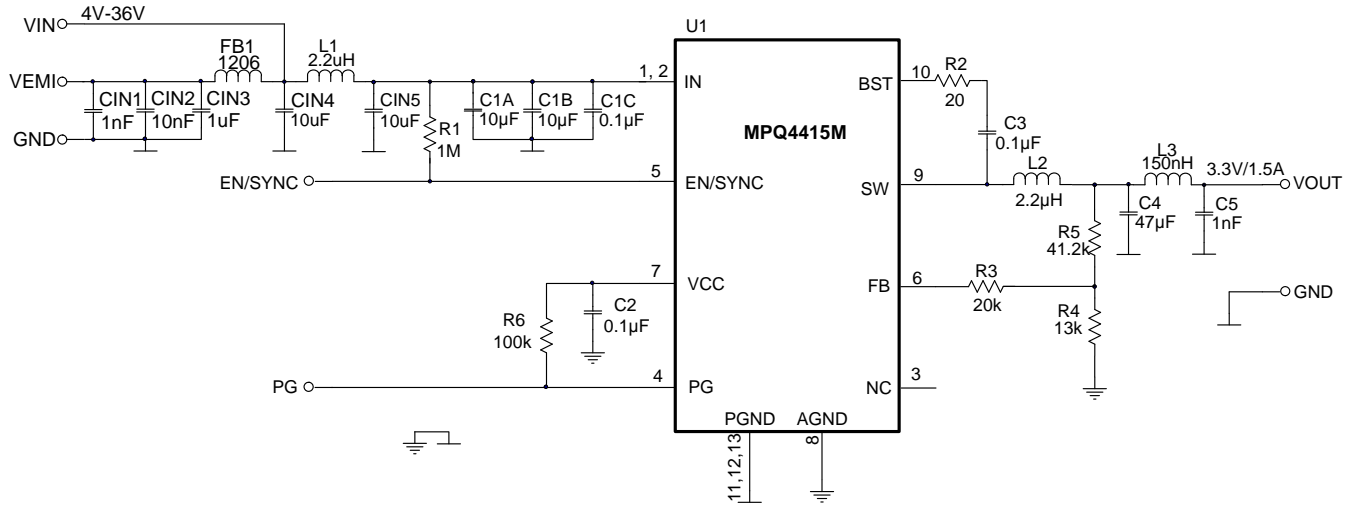 VIN
4V-36V
U1
FB1
1206
L1
2.2uH
VEMI
CIN1
1nF
CIN2
10nF
CIN3
1uF
CIN4
10uF
CIN5
10uF
R1
1M
C1A
10µF
C1B
10µF
C1C
0.1µF
GND
1, 2
IN
BST
10
R2
20
MPQ4415M
C3
0.1µF
EN/SYNC
5
EN/SYNC
SW
9
L2
2.2µH
L3
150nH
3.3V/1.5A
VOUT
C4
47µF
C5
1nF
R5
41.2k
7
VCC
FB
6
R3
20k
GND
R6
100k
C2
0.1µF
R4
13k
PG
4
PG
NC
3
PGND
AGND
11,12,13
8